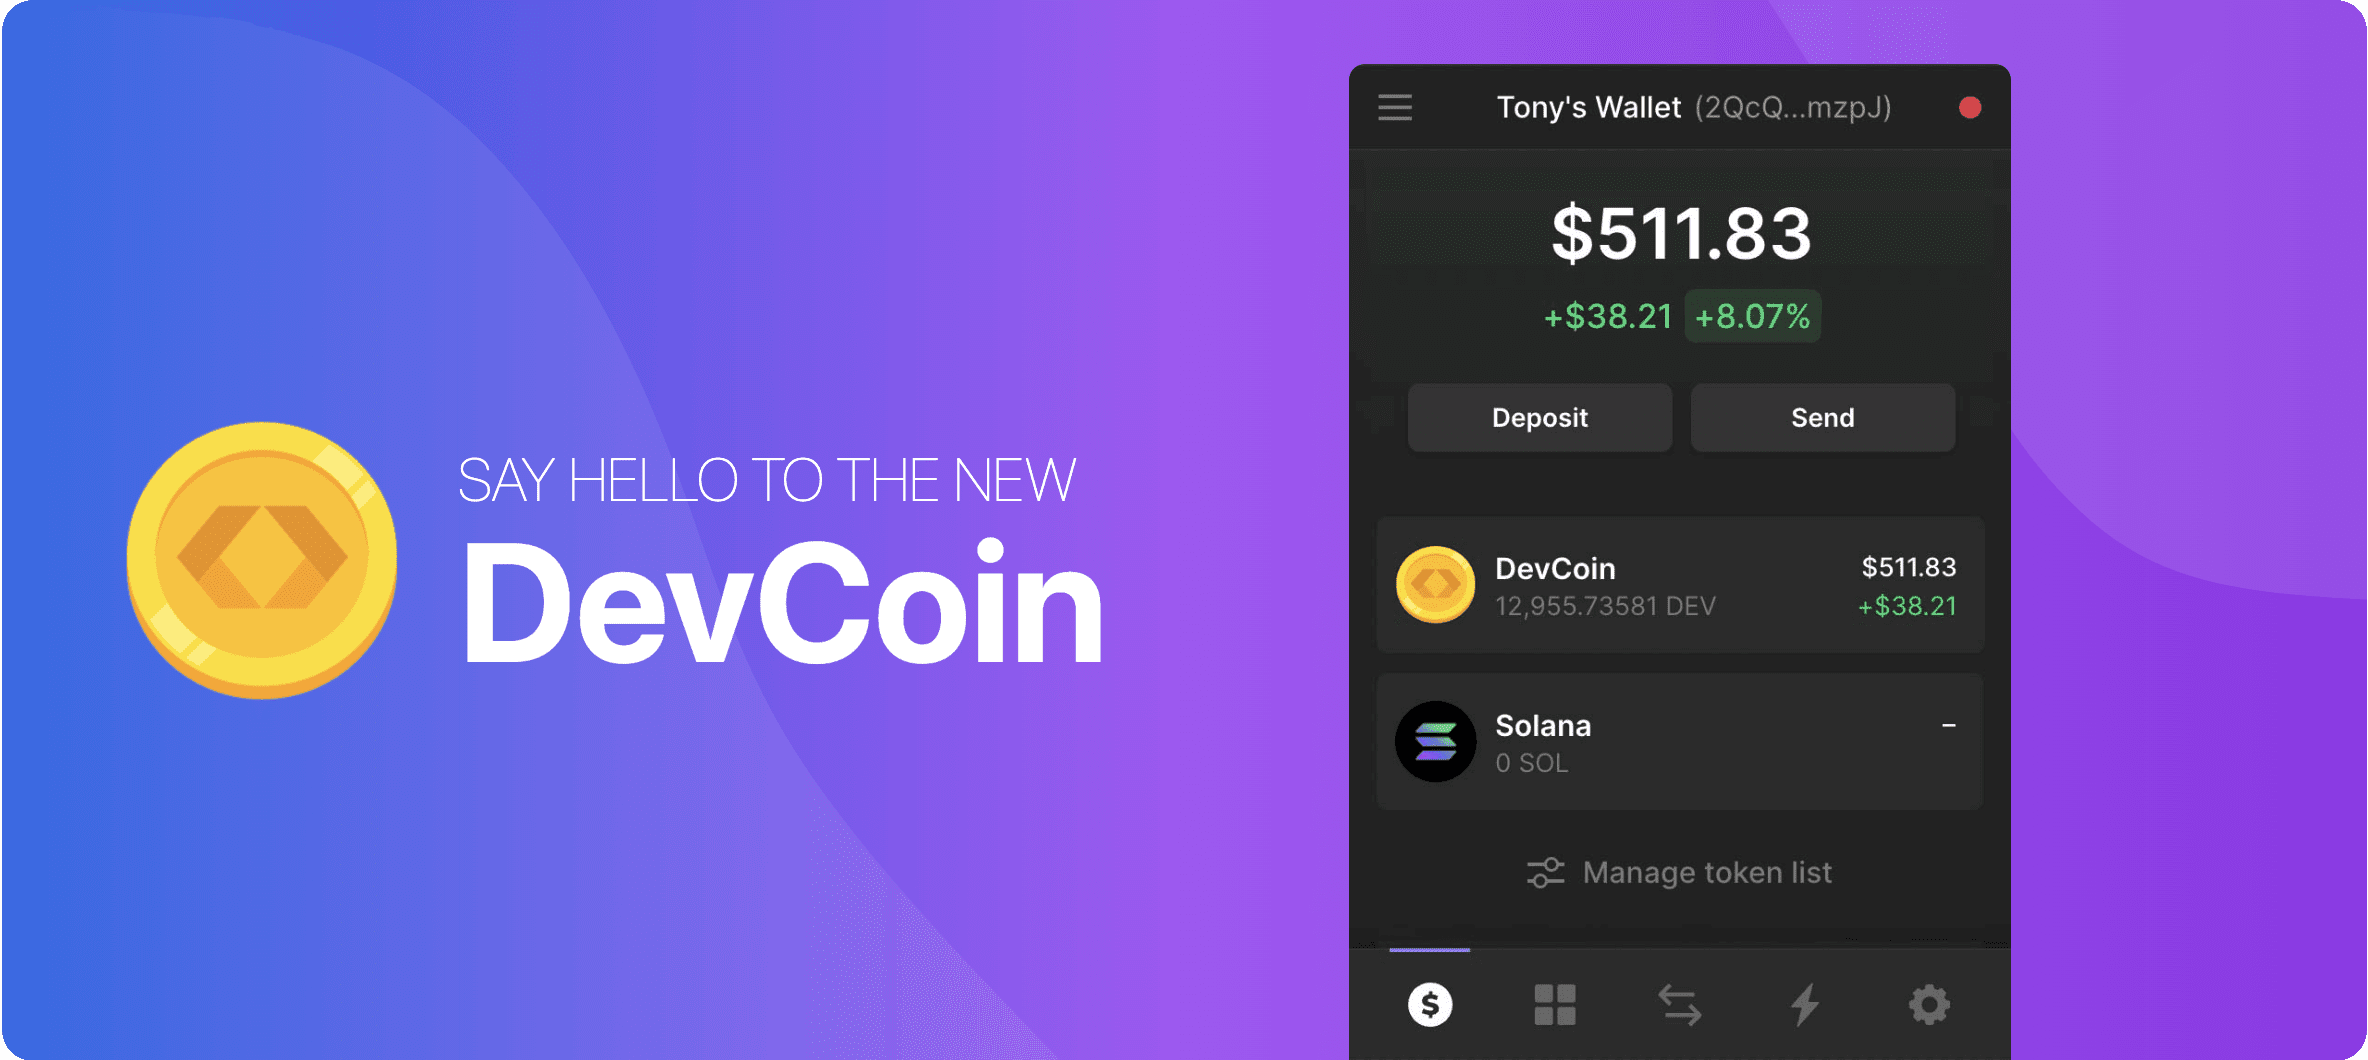 SAY HELLO TO THE NEW
DevCoin
Tony's Wallet (2QcQ...mzpJ)
$511.83
+$38.21 +8.07%
Deposit Send
DevCoin $511.83
12,955.73581 DEV +$38.21
Solana –
0 SOL
Manage token list
$